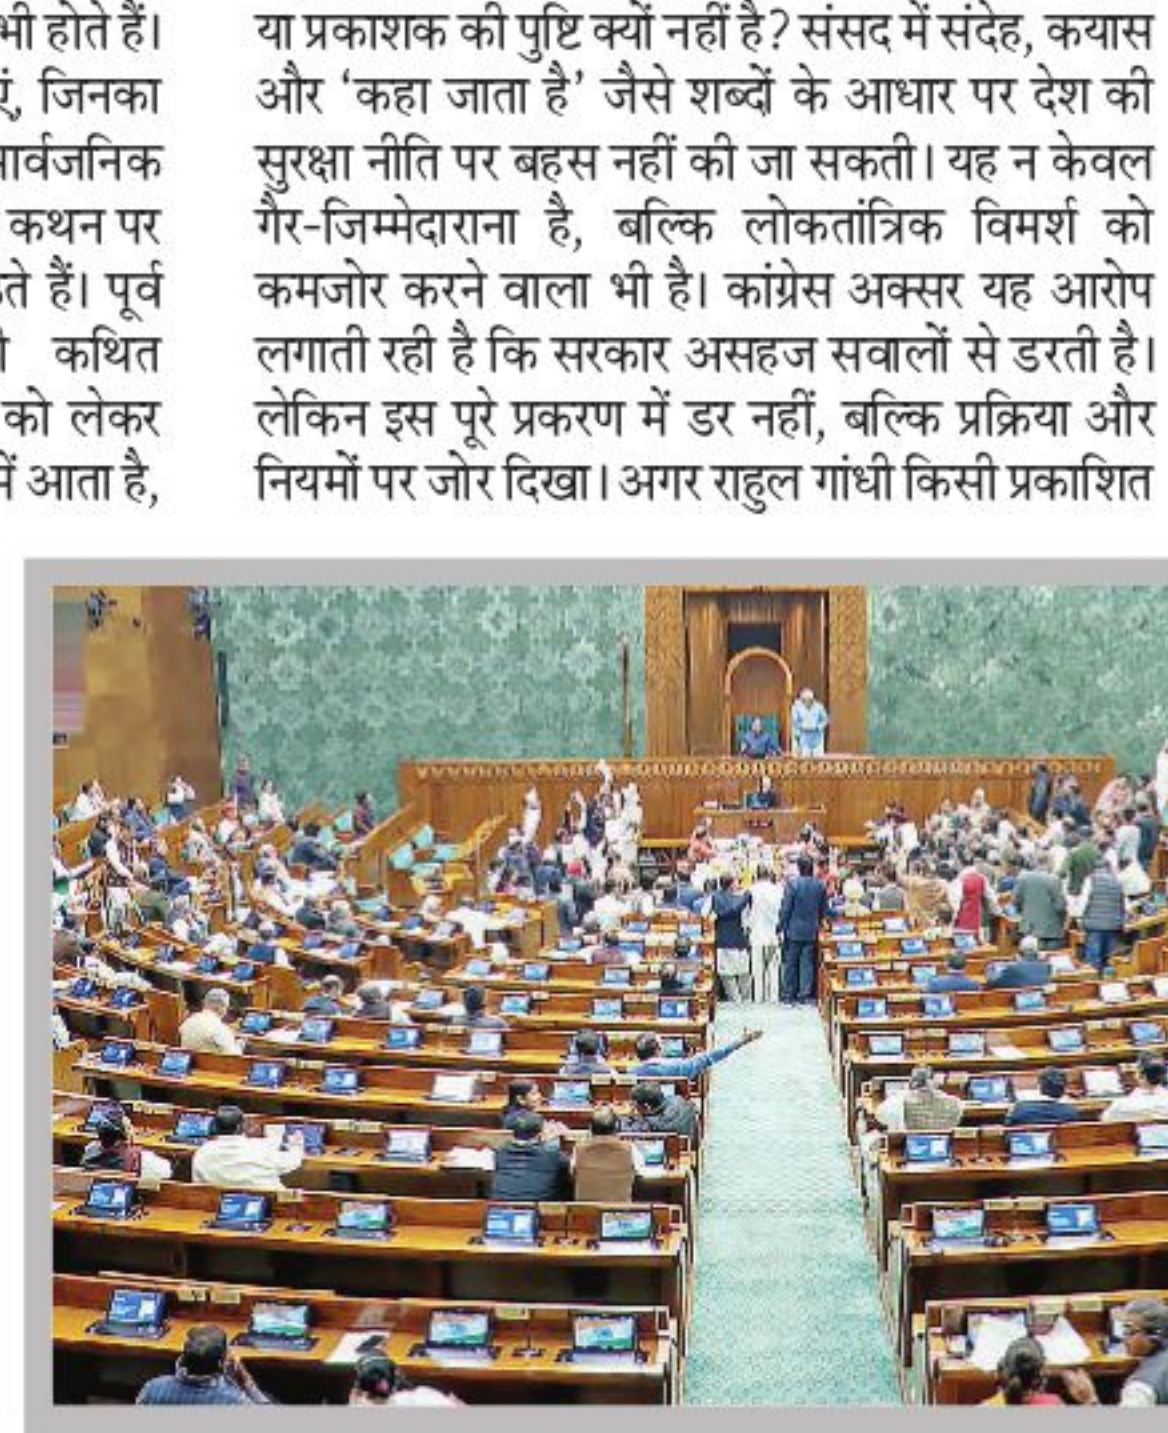 भी होते हैं।
जिनका
कथन पर
हैं। पूर्व
कथित
को लेकर
में आता है,
या प्रकाशक की पुष्टि क्यों नहीं है? संसद में संदेह, कयास
और ‘कहा जाता है’ जैसे शब्दों के आधार पर देश की
सुरक्षा नीति पर बहस नहीं की जा सकती। यह न केवल
गैर-जिम्मेदाराना है, बल्कि लोकतांत्रिक विमर्श को
कमजोर करने वाला भी है। कांग्रेस अक्सर यह आरोप
लगाती रही है कि सरकार असहज सवालों से डरती है।
लेकिन इस पूरे प्रकरण में डर नहीं, बल्कि प्रक्रिया और
नियमों पर जोर दिखा। अगर राहुल गांधी किसी प्रकाशित